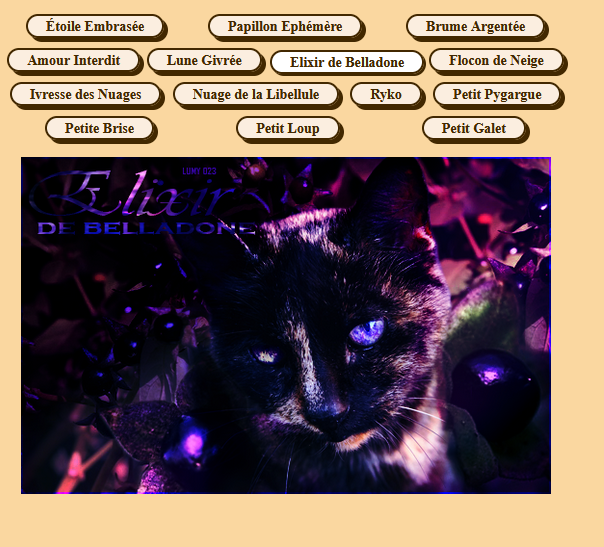 Étoile Embrasée
Papillon Ephémère
Brume Argentée
Amour Interdit
Lune Givrée
Elixir de Belladone
Flocon de Neige
Ivresse des Nuages
Nuage de la Libellule
Ryko
Petit Pygargue
Petite Brise
Petit Loup
Petit Galet
LUNY 023
Elixir
DE BELLADONE